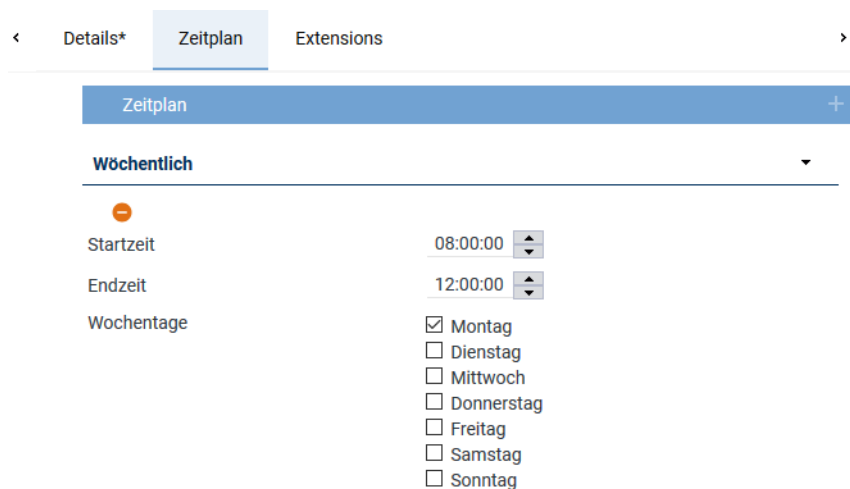 Details* Zeitplan Extensions
Zeitplan
Wöchentlich
Startzeit 08:00:00
Endzeit 12:00:00
Wochentage Montag
Dienstag
Mittwoch
Donnerstag
Freitag
Samstag
Sonntag